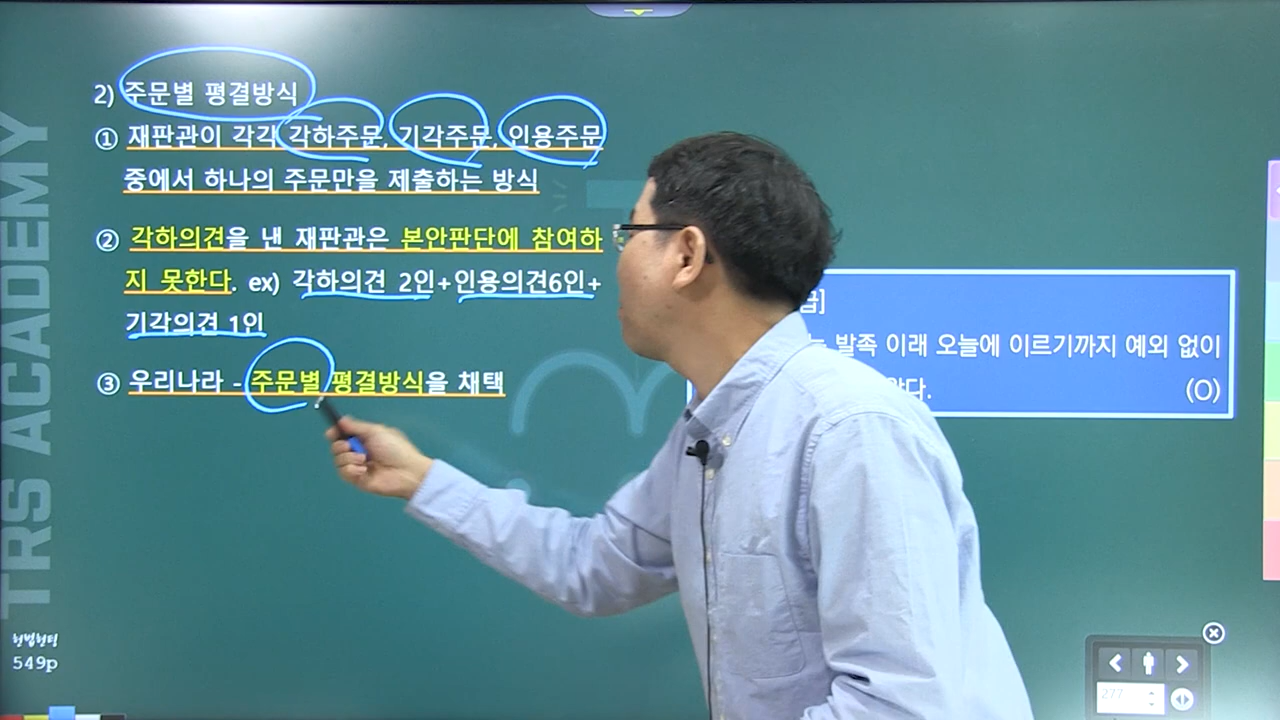 2) 주문별 평결방식
① 재판관이 각각 각하주문, 기각주문, 인용주문
중에서 하나의 주문만을 제출하는 방식
② 각하의견을 낸 재판관은 본안판단에 참여하
지 못한다. ex) 각하의견 2인+인용의견6인+
기각의견 1인
③ 우리나라 - 주문별 평결방식을 채택
발족 이래 오늘에 이르기까지 예외 없이
(O)
TRS ACADEMY
헌법헌터
549p
277